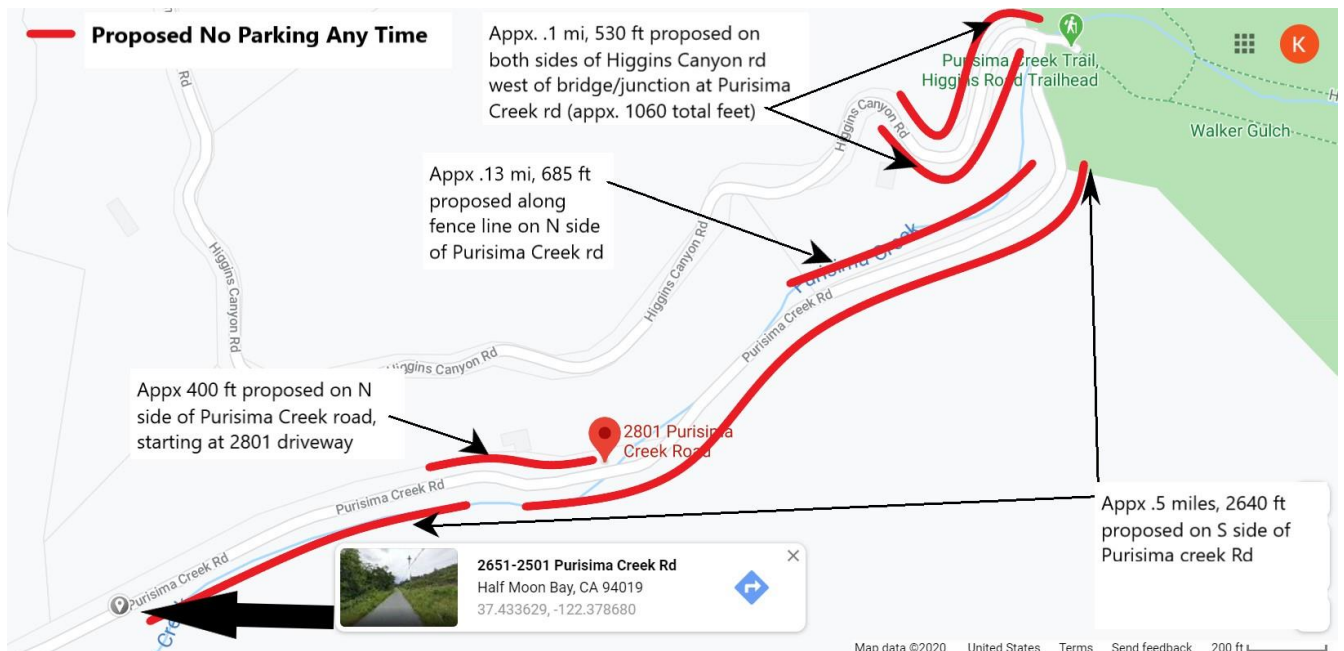 Proposed No Parking Any Time
Appx. .1 mi, 530 ft proposed on
both sides of Higgins Canyon rd
west of bridge/junction at Purisima
Creek rd (appx. 1060 total feet)
Purisima Creek Trail,
Higgins Road Trailhead
K
Walker Gulch
H
Rd
Higgins Canyon Rd
Appx .13 mi, 685 ft
proposed along
fence line on N side
of Purisima Creek rd
Higgins Canyon Rd
Purisima Creek
Higgins Canyon Rd
Purisima Creek Rd
Higgins Canyon Rd
Appx 400 ft proposed on N
side of Purisima Creek road,
starting at 2801 driveway
2801 Purisima
Creek Road
Purisima Creek Rd
Appx .5 miles, 2640 ft
proposed on S side of
Purisima creek Rd
Purisima Creek Rd
2651-2501 Purisima Creek Rd
Half Moon Bay, CA 94019
37.433629, -122.378680
Map data ©2020 United States Terms Send feedback 200 ft